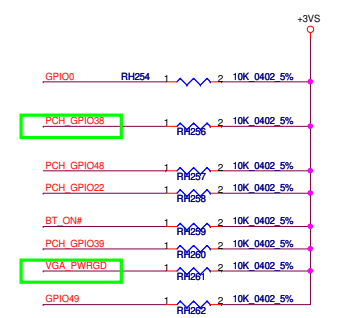 +3VS
GPIO0 RH254 1 2 10K_0402_5%
PCH_GPIO38 1 2 10K_0402_5%
RH256
PCH_GPIO48 1 2 10K_0402_5%
RH257
PCH_GPIO22 1 2 10K_0402_5%
RH258
BT_ON# 1 2 10K_0402_5%
RH259
PCH_GPIO39 1 2 10K_0402_5%
RH260
VGA_PWRGD 1 2 10K_0402_5%
RH261
GPIO49 1 2 10K_0402_5%
RH262